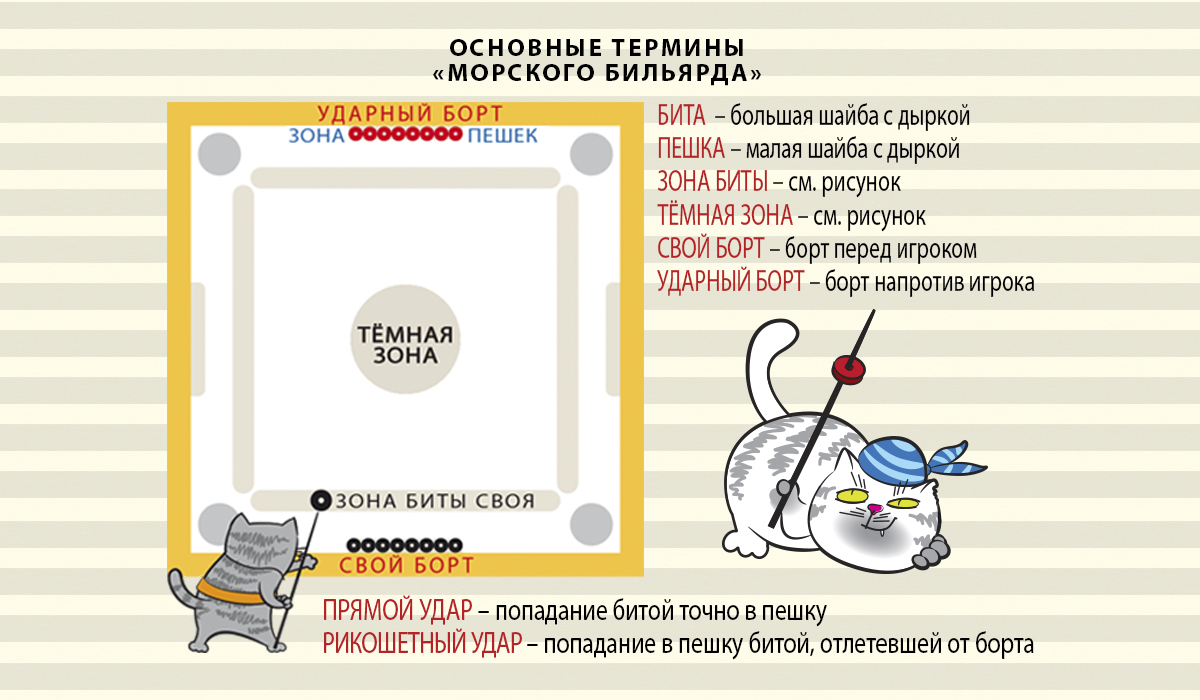 ОСНОВНЫЕ ТЕРМИНЫ
«МОРСКОГО БИЛЬЯРДА»
УДАРНЫЙ БОРТ
ЗОНА ПЕШЕК
ТЁМНАЯ
ЗОНА
ЗОНА БИТЫ СВОЯ
СВОЙ БОРТ
БИТА – большая шайба с дыркой
ПЕШКА – малая шайба с дыркой
ЗОНА БИТЫ – см. рисунок
ТЁМНАЯ ЗОНА – см. рисунок
СВОЙ БОРТ – борт перед игроком
УДАРНЫЙ БОРТ – борт напротив игрока
ПРЯМОЙ УДАР – попадание битой точно в пешку
РИКОШЕТНЫЙ УДАР – попадание в пешку битой, отлетевшей от борта